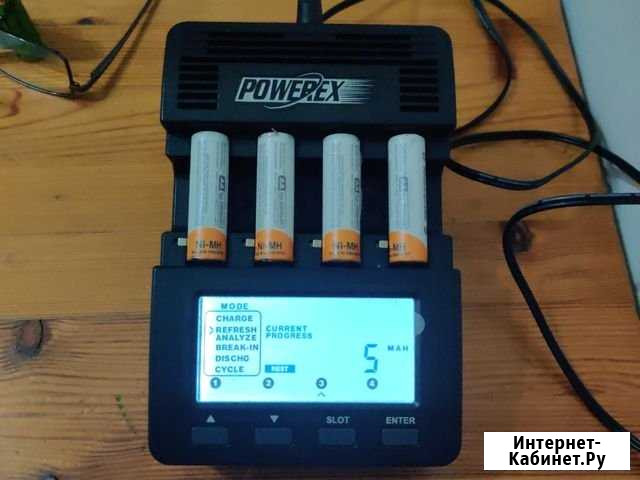 POWEREX
Ni-MH
Ni-MH
Ni-MH
Ni-MH
MODE
CHARGE
REFRESH
ANALYZE
BREAK-IN
DISCHG
CYCLE
CURRENT
PROGRESS
REST
5 MAH
1 2 3 4
SLOT
ENTER
Интернет-
Кабинет.Ру